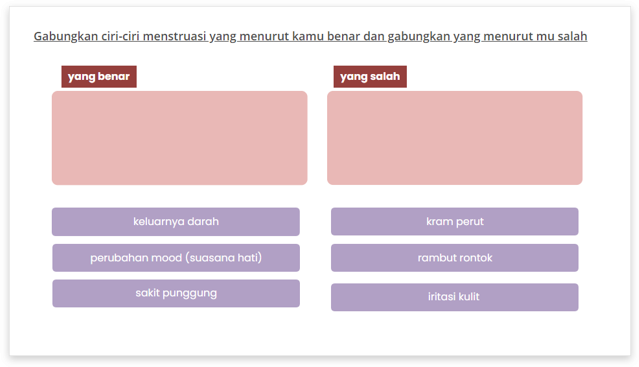 Gabungkan ciri-ciri menstruasi yang menurut kamu benar dan gabungkan yang menurut mu salah
yang benar
yang salah
keluarnya darah
kram perut
perubahan mood (suasana hati)
rambut rontok
sakit punggung
iritasi kulit